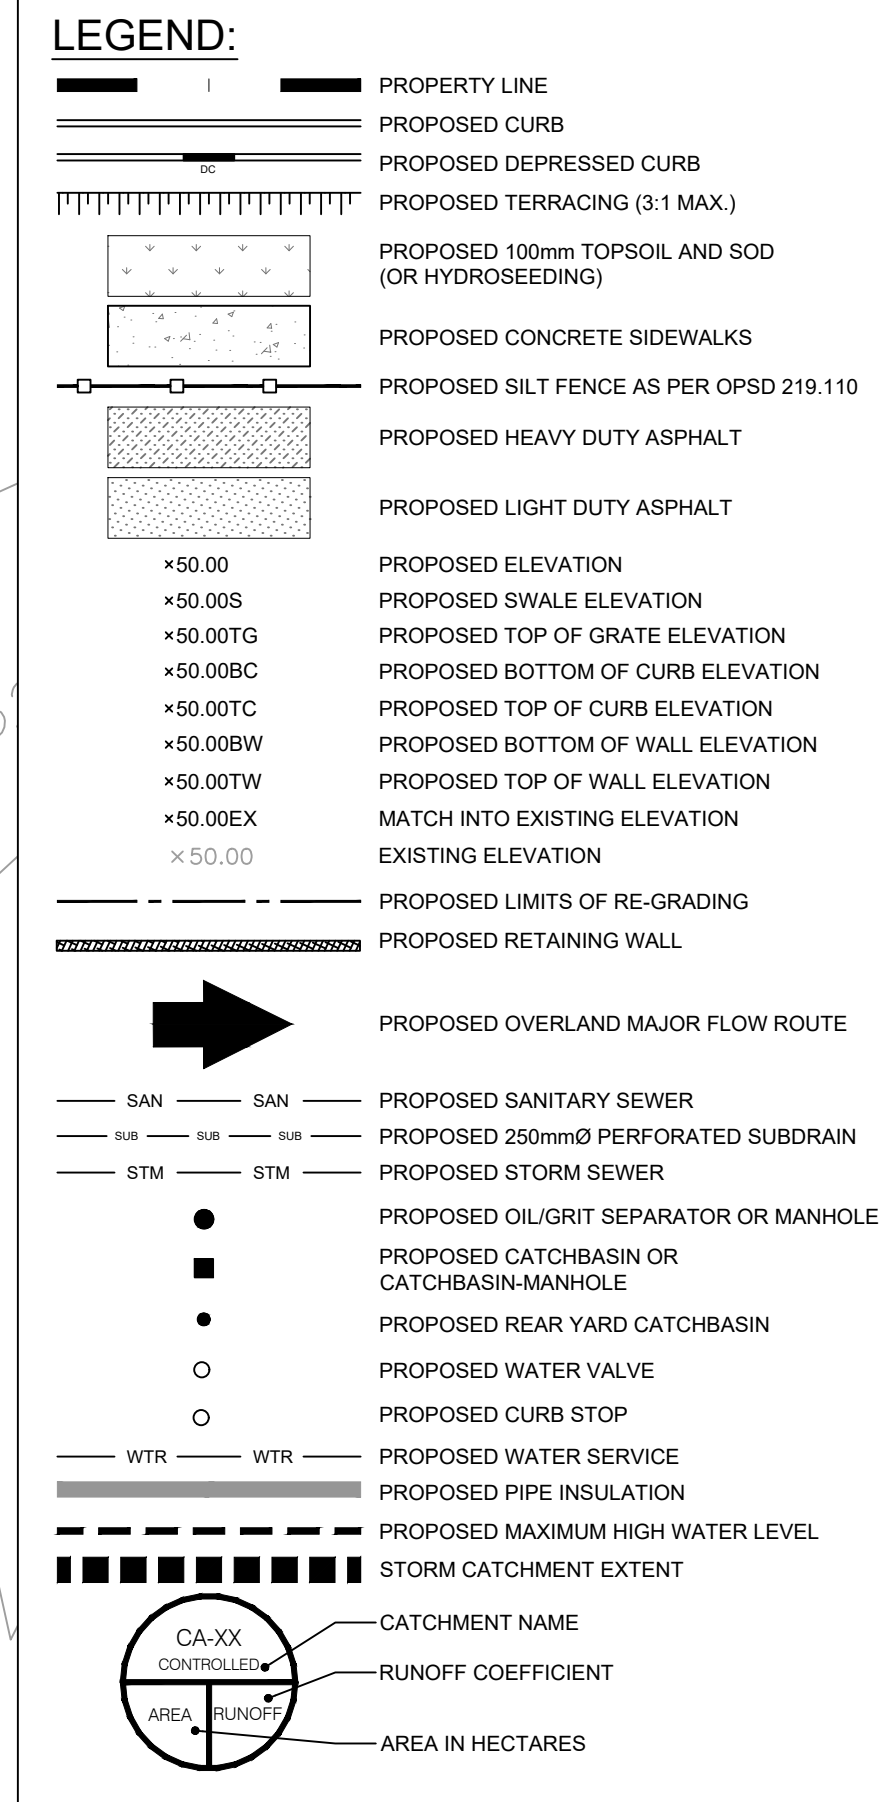 LEGEND:
PROPERTY LINE
PROPOSED CURB
DC PROPOSED DEPRESSED CURB
PROPOSED TERRACING (3:1 MAX.)
PROPOSED 100mm TOPSOIL AND SOD
(OR HYDROSEEDING)
PROPOSED CONCRETE SIDEWALKS
PROPOSED SILT FENCE AS PER OPSD 219.110
PROPOSED HEAVY DUTY ASPHALT
PROPOSED LIGHT DUTY ASPHALT
×50.00 PROPOSED ELEVATION
×50.00S PROPOSED SWALE ELEVATION
×50.00TG PROPOSED TOP OF GRATE ELEVATION
×50.00BC PROPOSED BOTTOM OF CURB ELEVATION
×50.00TC PROPOSED TOP OF CURB ELEVATION
×50.00BW PROPOSED BOTTOM OF WALL ELEVATION
×50.00TW PROPOSED TOP OF WALL ELEVATION
×50.00EX MATCH INTO EXISTING ELEVATION
×50.00 EXISTING ELEVATION
PROPOSED LIMITS OF RE-GRADING
PROPOSED RETAINING WALL
PROPOSED OVERLAND MAJOR FLOW ROUTE
SAN SAN PROPOSED SANITARY SEWER
SUB SUB SUB PROPOSED 250mmØ PERFORATED SUBDRAIN
STM STM PROPOSED STORM SEWER
PROPOSED OIL/GRIT SEPARATOR OR MANHOLE
PROPOSED CATCHBASIN OR
CATCHBASIN-MANHOLE
PROPOSED REAR YARD CATCHBASIN
PROPOSED WATER VALVE
PROPOSED CURB STOP
WTR WTR PROPOSED WATER SERVICE
PROPOSED PIPE INSULATION
PROPOSED MAXIMUM HIGH WATER LEVEL
STORM CATCHMENT EXTENT
CA-XX CATCHMENT NAME
CONTROLLED
RUNOFF COEFFICIENT
AREA RUNOFF
AREA IN HECTARES